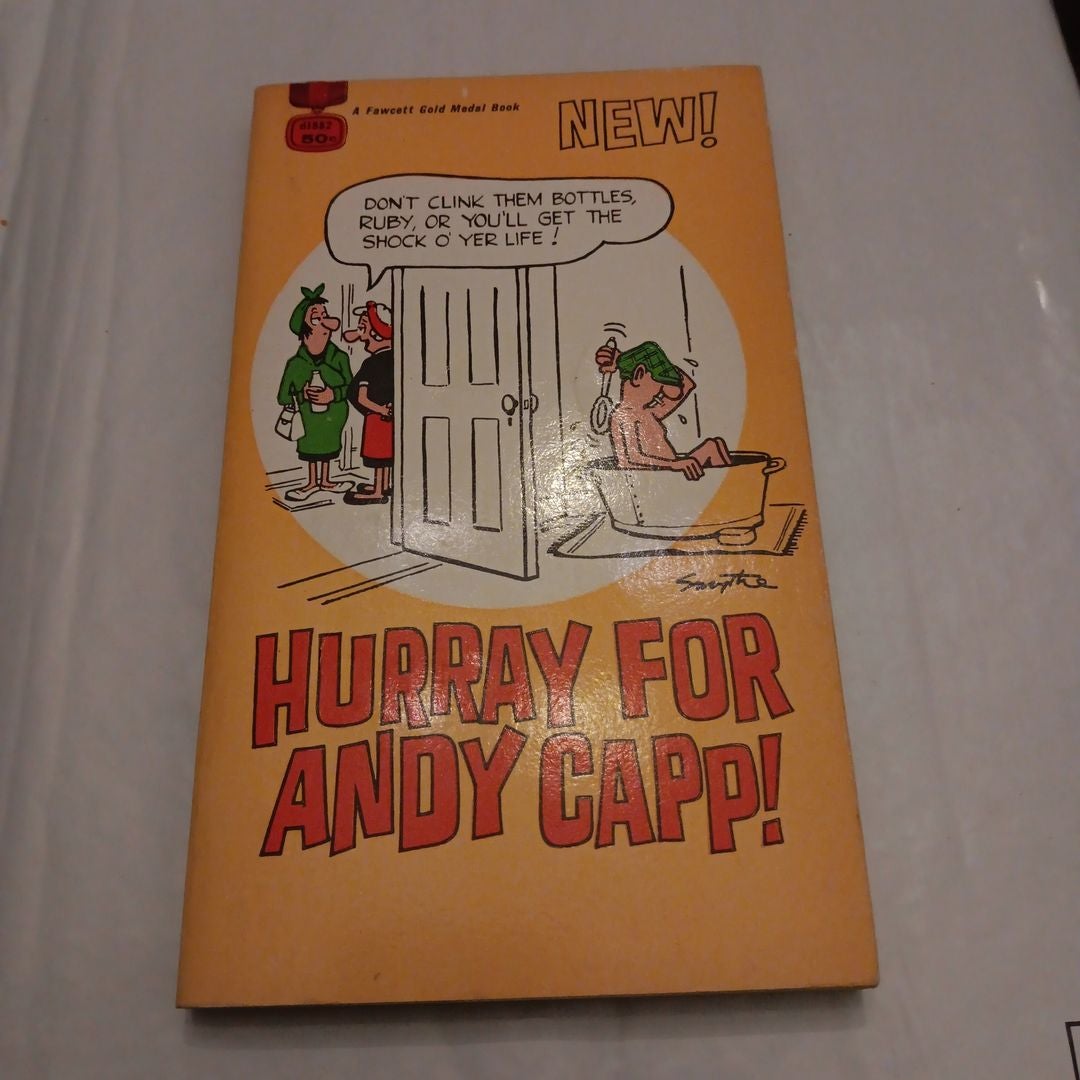 A Fawcett Gold Medal Book
NEW!
d1882
50¢
DON'T CLINK THEM BOTTLES,
RUBY, OR YOU'LL GET THE
SHOCK O' YER LIFE!
Smythe
HURRAY FOR
ANDY CAPP!